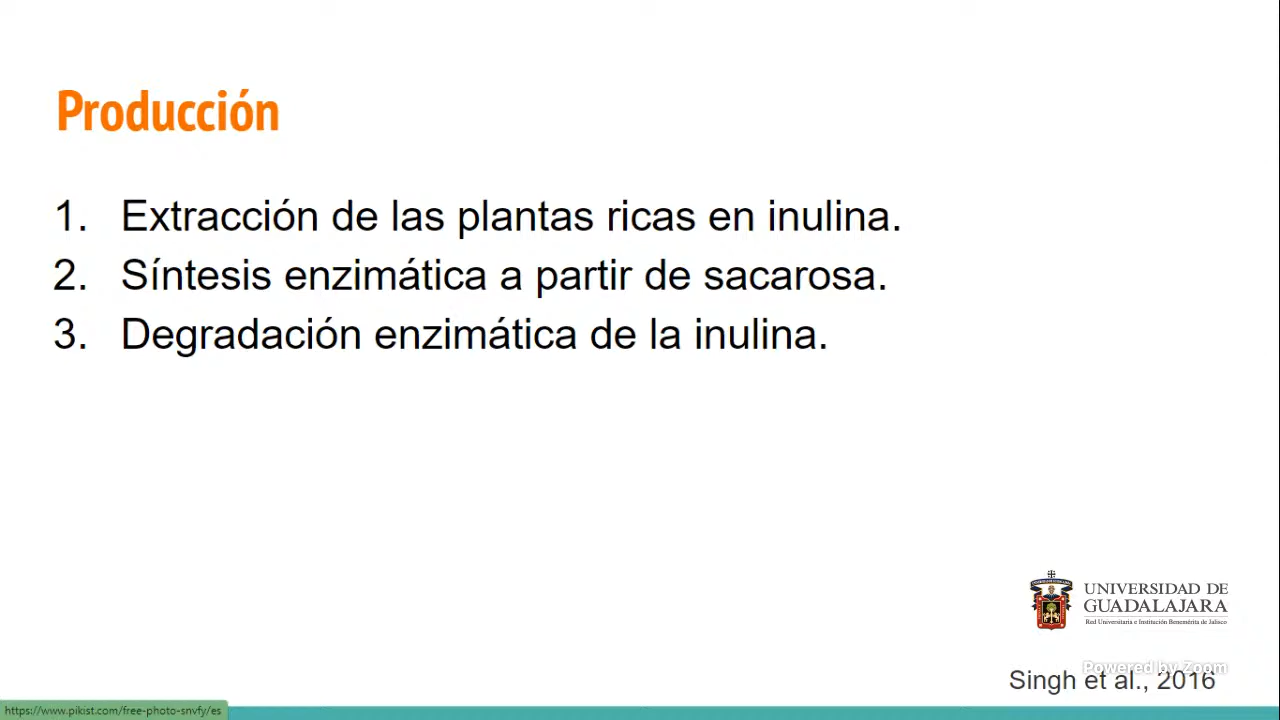 Producción
1. Extracción de las plantas ricas en inulina.
2. Síntesis enzimática a partir de sacarosa.
3. Degradación enzimática de la inulina.
UNIVERSIDAD DE
GUADALAJARA
Red Universitaria e Institución Benemérita de Jalisco
Powered by Zoom
Singh et al., 2016
https://www.pikist.com/free-photo-snvfy/es